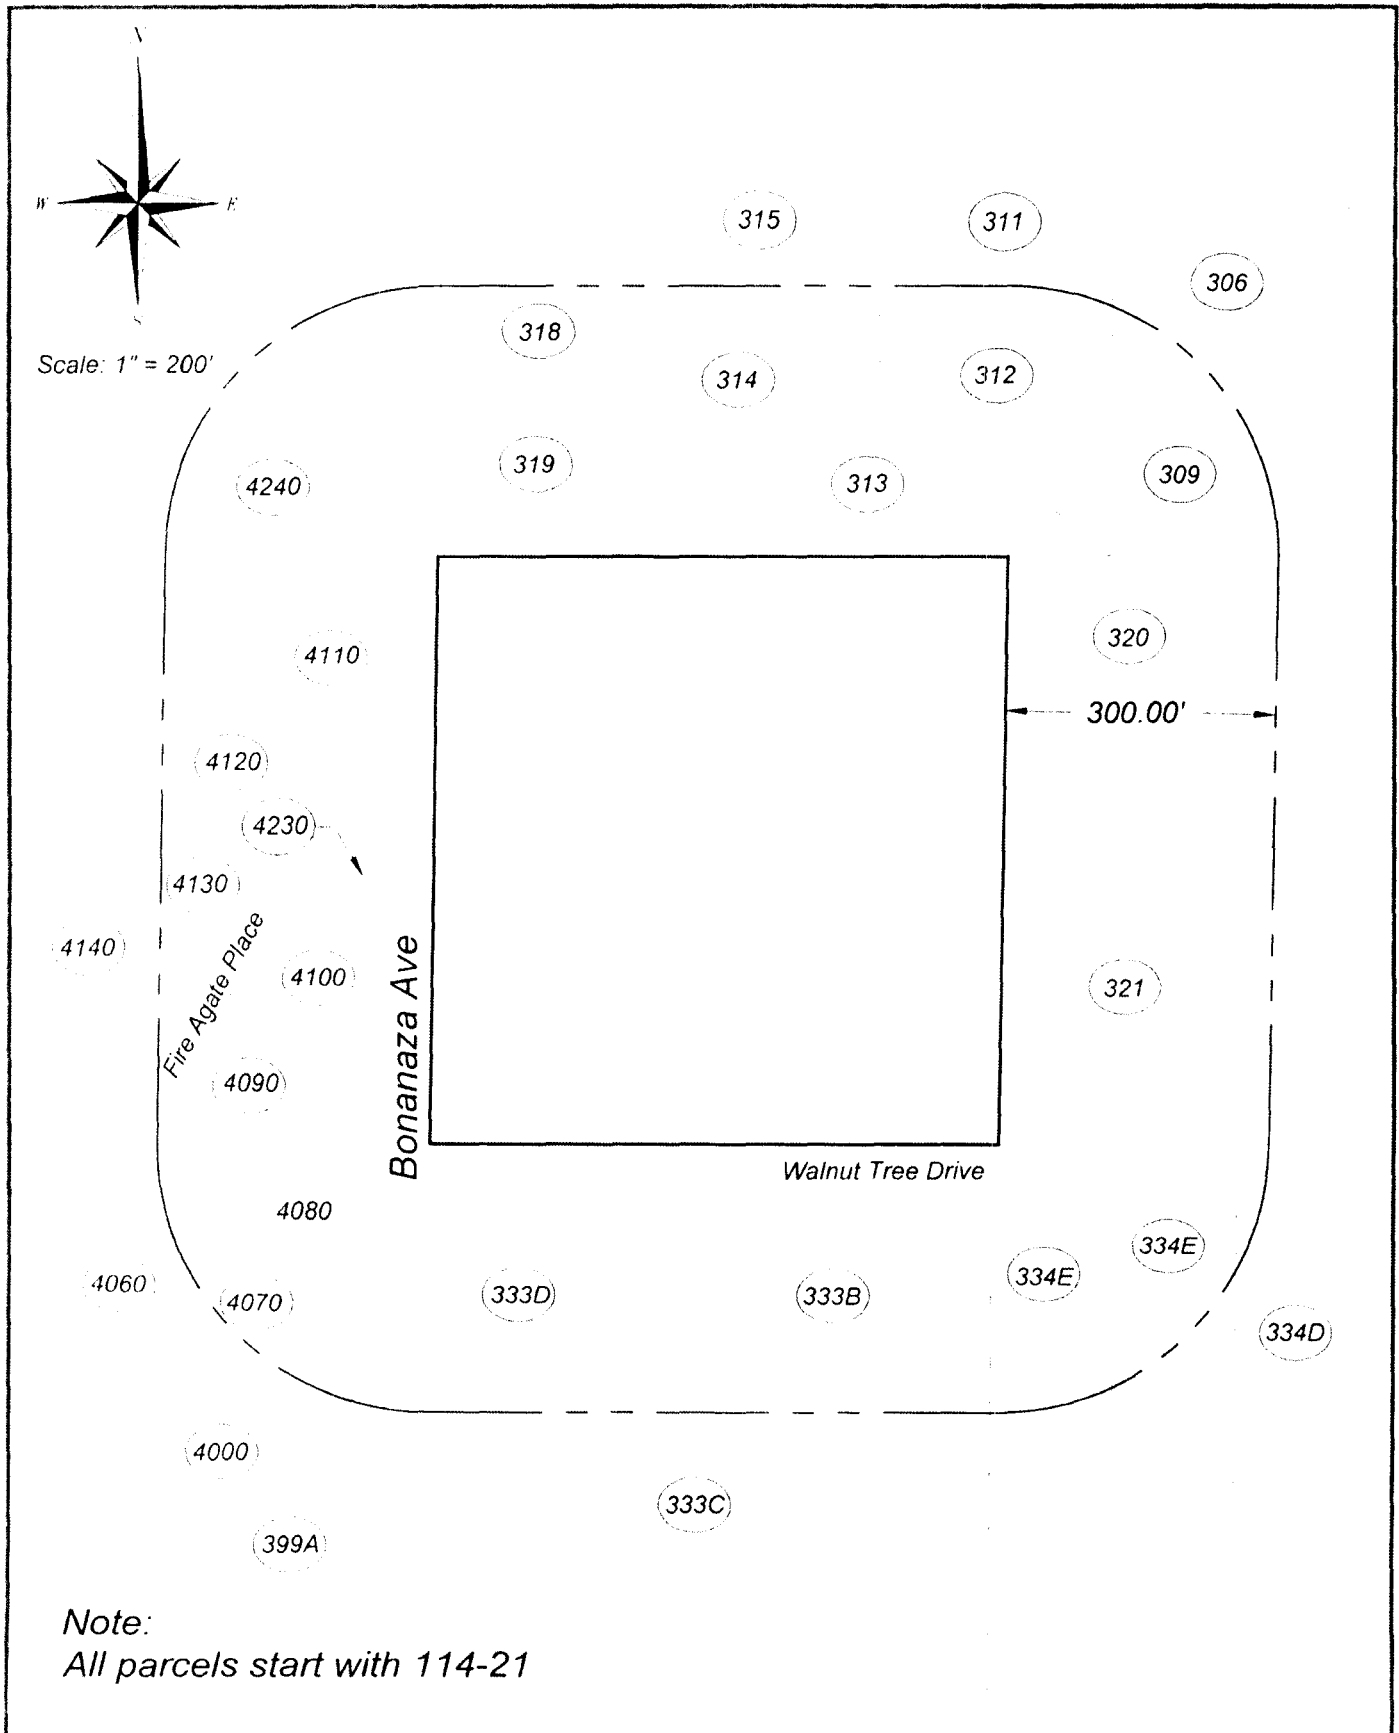 N
W
E
S
Scale: 1" = 200'
315
311
306
318
314
312
319
313
309
4240
320
4110
300.00'
4120
4230
4130
4140
Fire Agate Place
4100
321
4090
Bonanaza Ave
Walnut Tree Drive
4080
334E
334E
4060
4070
333D
333B
334D
4000
333C
399A
Note:
All parcels start with 114-21